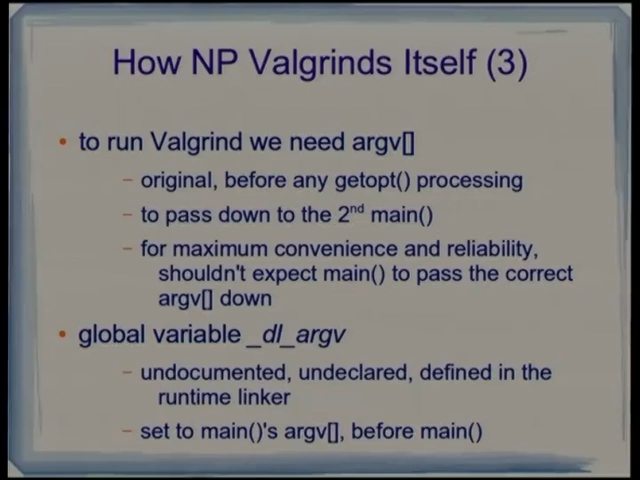 How NP Valgrinds Itself (3)
• to run Valgrind we need argv[]
– original, before any getopt() processing
– to pass down to the 2nd main()
– for maximum convenience and reliability,
shouldn't expect main() to pass the correct
argv[] down
• global variable _dl_argv
– undocumented, undeclared, defined in the
runtime linker
– set to main()'s argv[], before main()